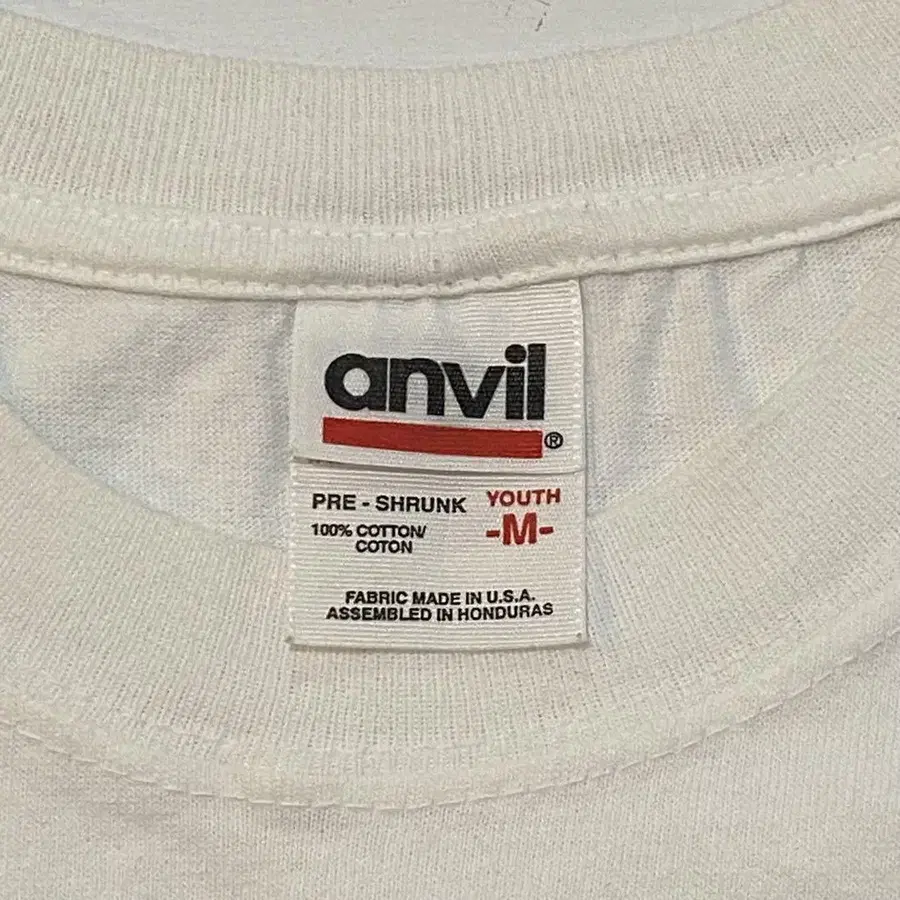 anvil
®
PRE - SHRUNK YOUTH
100% COTTON/ -M-
COTON
FABRIC MADE IN U.S.A.
ASSEMBLED IN HONDURAS